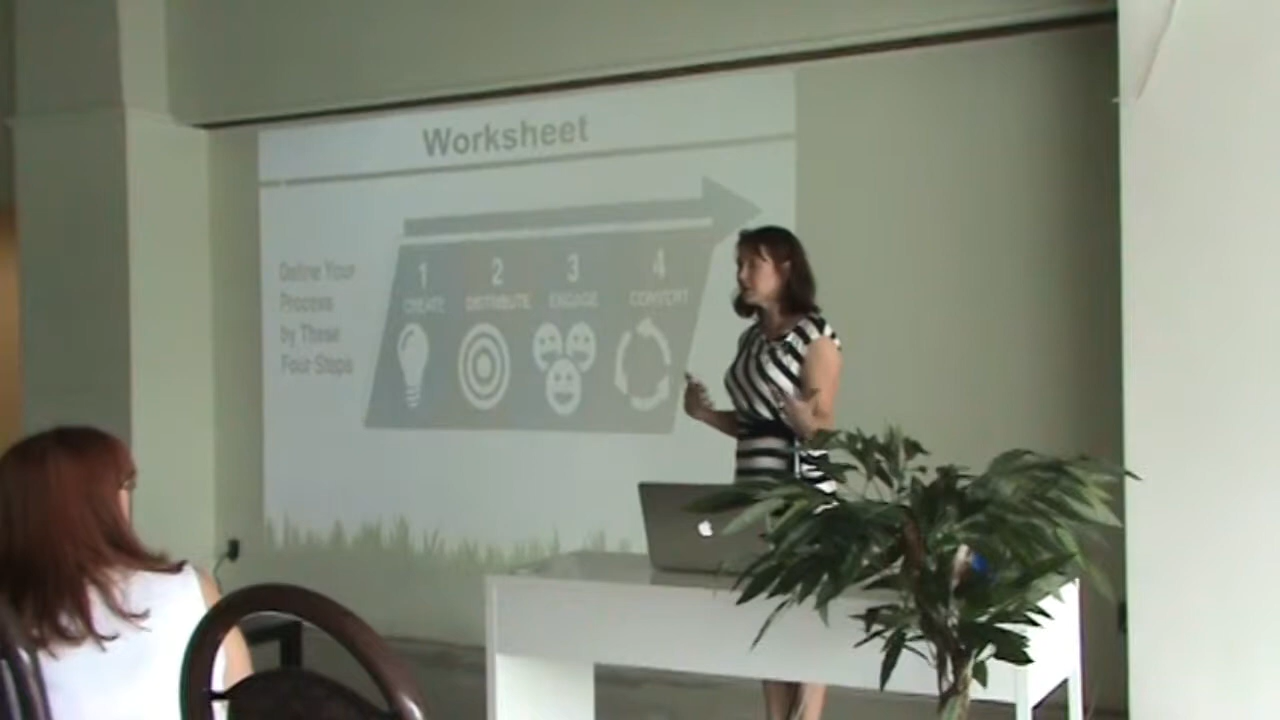 Worksheet
Define Your
Process
by These
Four Steps
1 2 3 4
CREATE DISTRIBUTE ENGAGE CONVERT